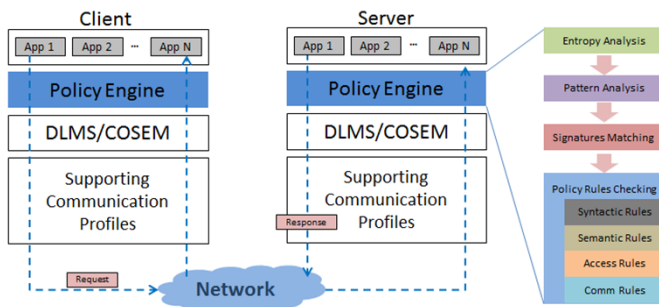 Client
App 1 App 2 ... App N
Policy Engine
DLMS/COSEM
Supporting
Communication
Profiles
Request
Server
App 1 App 2 ... App N
Policy Engine
DLMS/COSEM
Supporting
Communication
Profiles
Response
Network
Entropy Analysis
Pattern Analysis
Signatures Matching
Policy Rules Checking
Syntactic Rules
Semantic Rules
Access Rules
Comm Rules